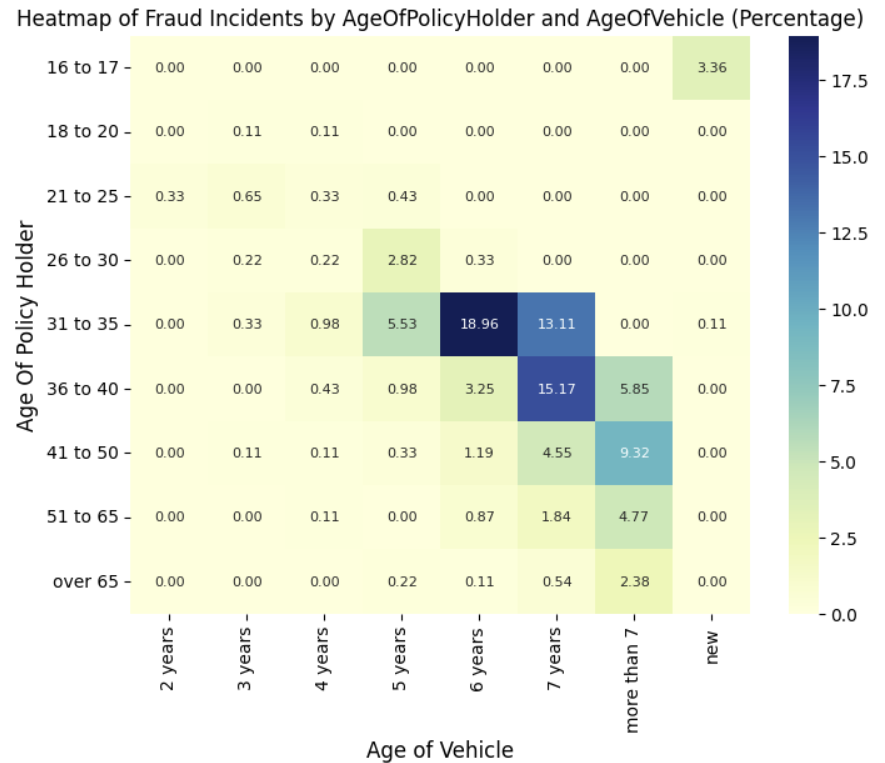 Heatmap of Fraud Incidents by AgeOfPolicyHolder and AgeOfVehicle (Percentage)
Age Of Policy Holder
16 to 17 0.00 0.00 0.00 0.00 0.00 0.00 0.00 3.36
18 to 20 0.00 0.11 0.11 0.00 0.00 0.00 0.00 0.00
21 to 25 0.33 0.65 0.33 0.43 0.00 0.00 0.00 0.00
26 to 30 0.00 0.22 0.22 2.82 0.33 0.00 0.00 0.00
31 to 35 0.00 0.33 0.98 5.53 18.96 13.11 0.00 0.11
36 to 40 0.00 0.00 0.43 0.98 3.25 15.17 5.85 0.00
41 to 50 0.00 0.11 0.11 0.33 1.19 4.55 9.32 0.00
51 to 65 0.00 0.00 0.11 0.00 0.87 1.84 4.77 0.00
over 65 0.00 0.00 0.00 0.22 0.11 0.54 2.38 0.00
2 years 3 years 4 years 5 years 6 years 7 years more than 7 new
Age of Vehicle
17.5
15.0
12.5
10.0
7.5
5.0
2.5
0.0